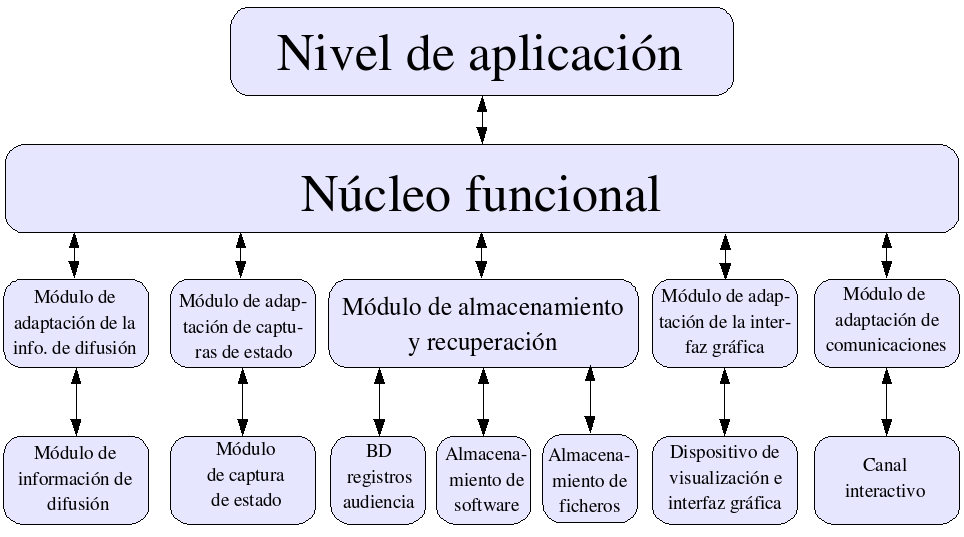 Nivel de aplicación
Núcleo funcional
Módulo de
adaptación de la
info. de difusión
Módulo de adap-
tación de captu-
ras de estado
Módulo de almacenamiento
y recuperación
Módulo de adap-
tación de la inter-
faz gráfica
Módulo de
adaptación de
comunicaciones
Módulo de
información de
difusión
Módulo
de captura
de estado
BD
registros
audiencia
Almacena-
miento de
software
Almacena-
miento de
ficheros
Dispositivo de
visualización e
interfaz gráfica
Canal
interactivo